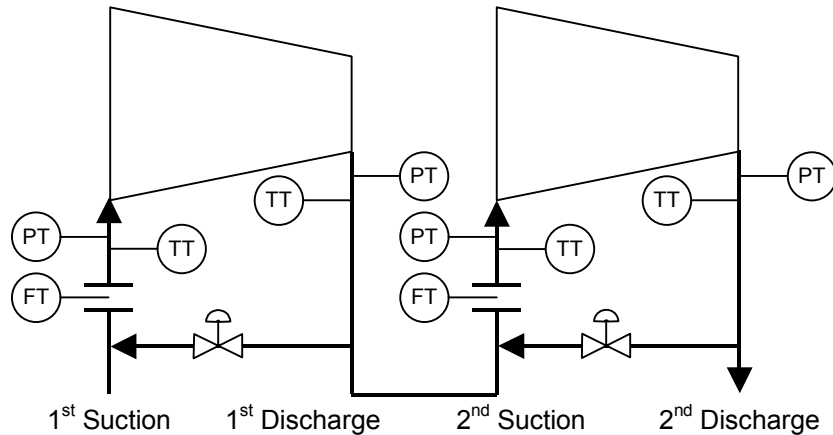 PT
PT
TT
TT
PT
TT
PT
TT
FT
FT
1st Suction
1st Discharge
2nd Suction
2nd Discharge